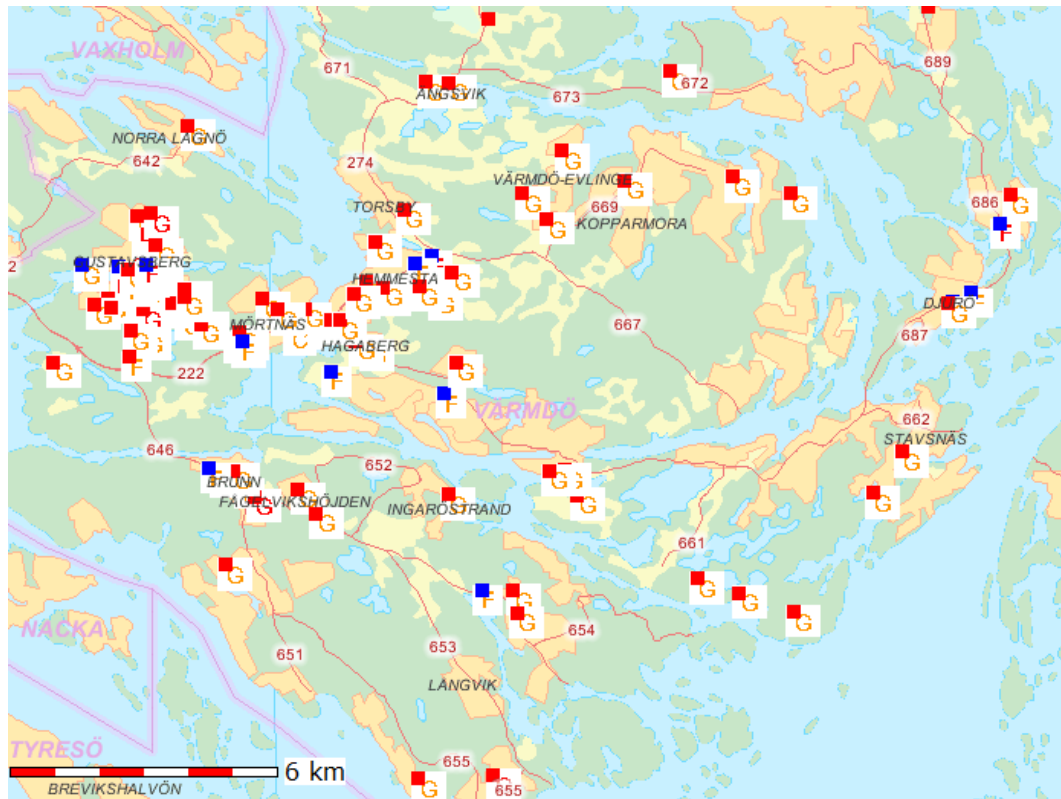 689
VAXHOLM
671
672
G
ÄNGSVIK
G
673
NORRA LAGNÖ
G
642
274
G
VÄRMDÖ-EVLINGE
G
G
G
G
686
TORSBY
G
669
G
KOPPARMORA
G
F
G
GUSTAVSBERG
G
HEMMESTA
G
G
G
DJURÖ
G
F
MÖRTNÄS
G
667
687
F
HAGABERG
G
G
F
222
F
G
F
VÄRMDÖ
662
STAVSNÄS
646
652
G
BRUNN
G
FÅGELVIKSHÖJDEN
G
INGARÖSTRAND
G
G
G
G
G
661
G
G
F
G
G
G
G
NACKA
654
651
653
LÅNGVIK
TYRESÖ
655
6 km
BREVIKSHALVÖN
G
G
655